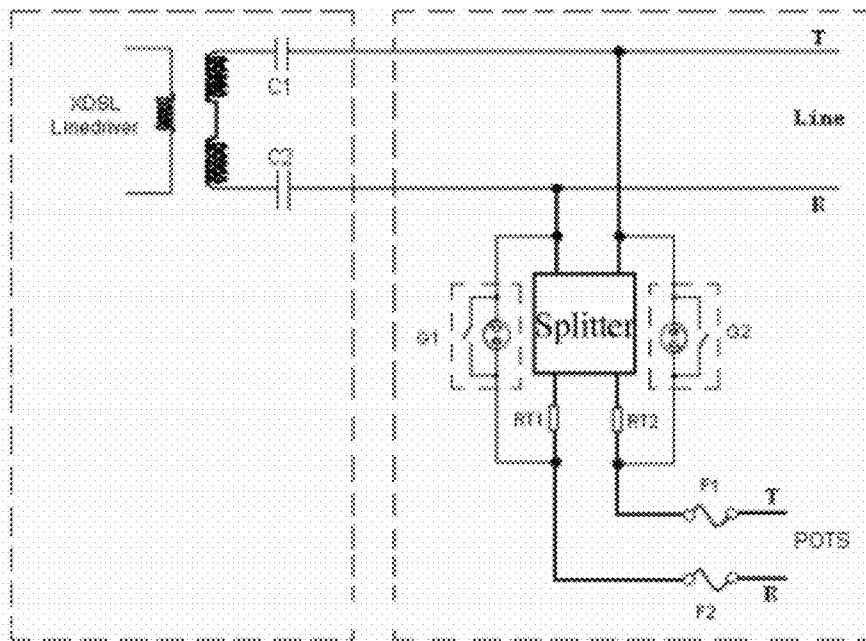 T
XDSL
Linedriver
C1
Line
C2
R
G1
Splitter
G2
RT1
RT2
F1
T
POTS
R
F2